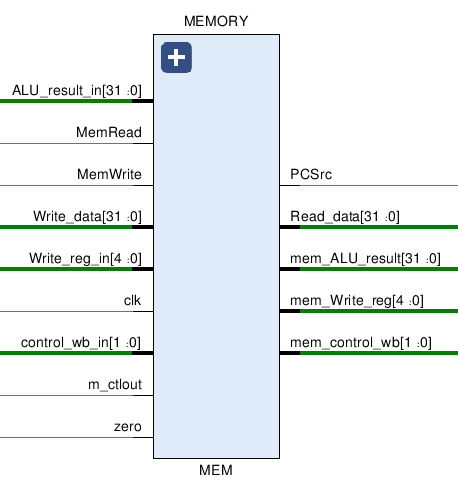 MEMORY
ALU_result_in[31 :0]
MemRead
MemWrite
PCSrc
Write_data[31 :0]
Read_data[31 :0]
Write_reg_in[4 :0]
mem_ALU_result[31 :0]
clk
mem_Write_reg[4 :0]
control_wb_in[1 :0]
mem_control_wb[1 :0]
m_ctlout
zero
MEM